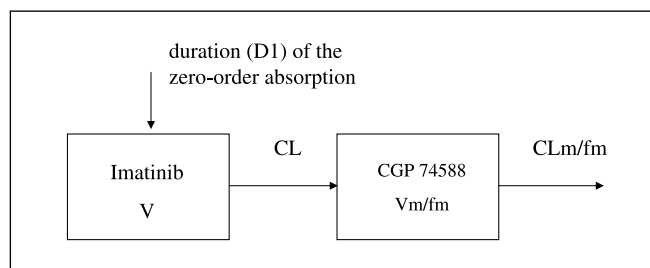 duration (D1) of the
zero-order absorption
CL
CLm/fm
Imatinib
V
CGP 74588
Vm/fm